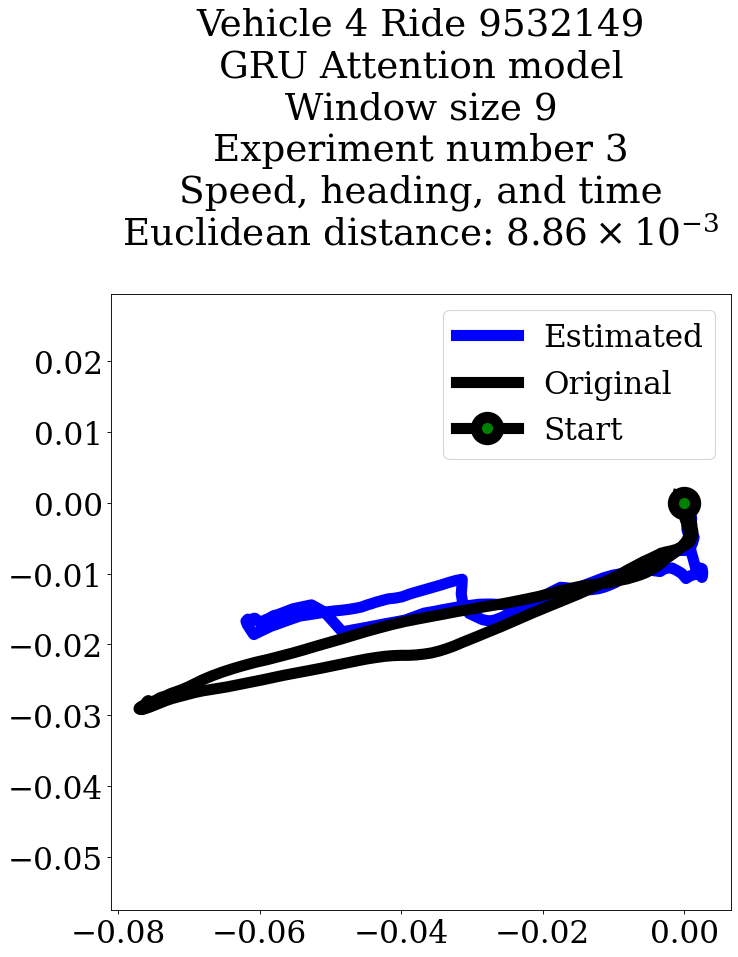 Vehicle 4 Ride 9532149
GRU Attention model
Window size 9
Experiment number 3
Speed, heading, and time
Euclidean distance: 8.86 × 10⁻³
Estimated
Original
Start
0.02
0.01
0.00
−0.01
−0.02
−0.03
−0.04
−0.05
−0.08
−0.06
−0.04
−0.02
0.00